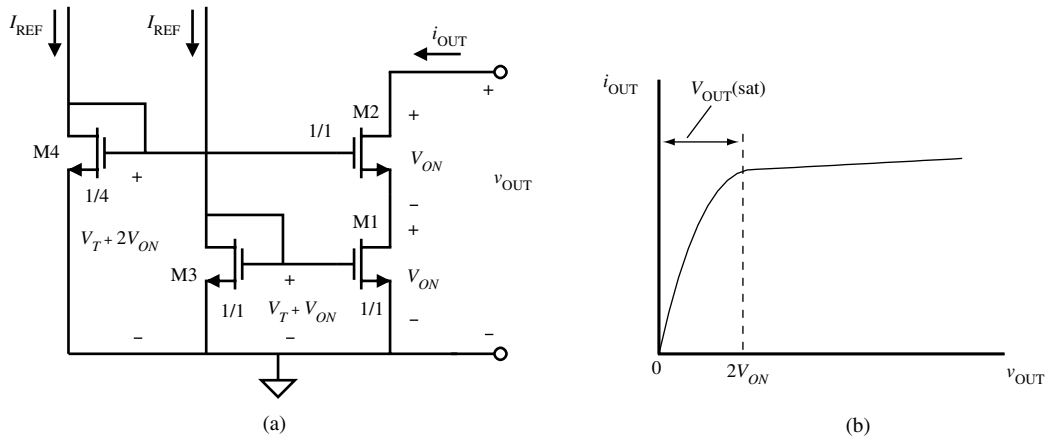 I_REF
I_REF
i_OUT
+
M2
+
1/1
M4
+
V_ON
v_OUT
1/4
−
M1
+
V_T + 2V_ON
M3
+
V_ON
1/1
V_T + V_ON
1/1
−
−
−
−
(a)
i_OUT
V_OUT(sat)
0
2V_ON
v_OUT
(b)